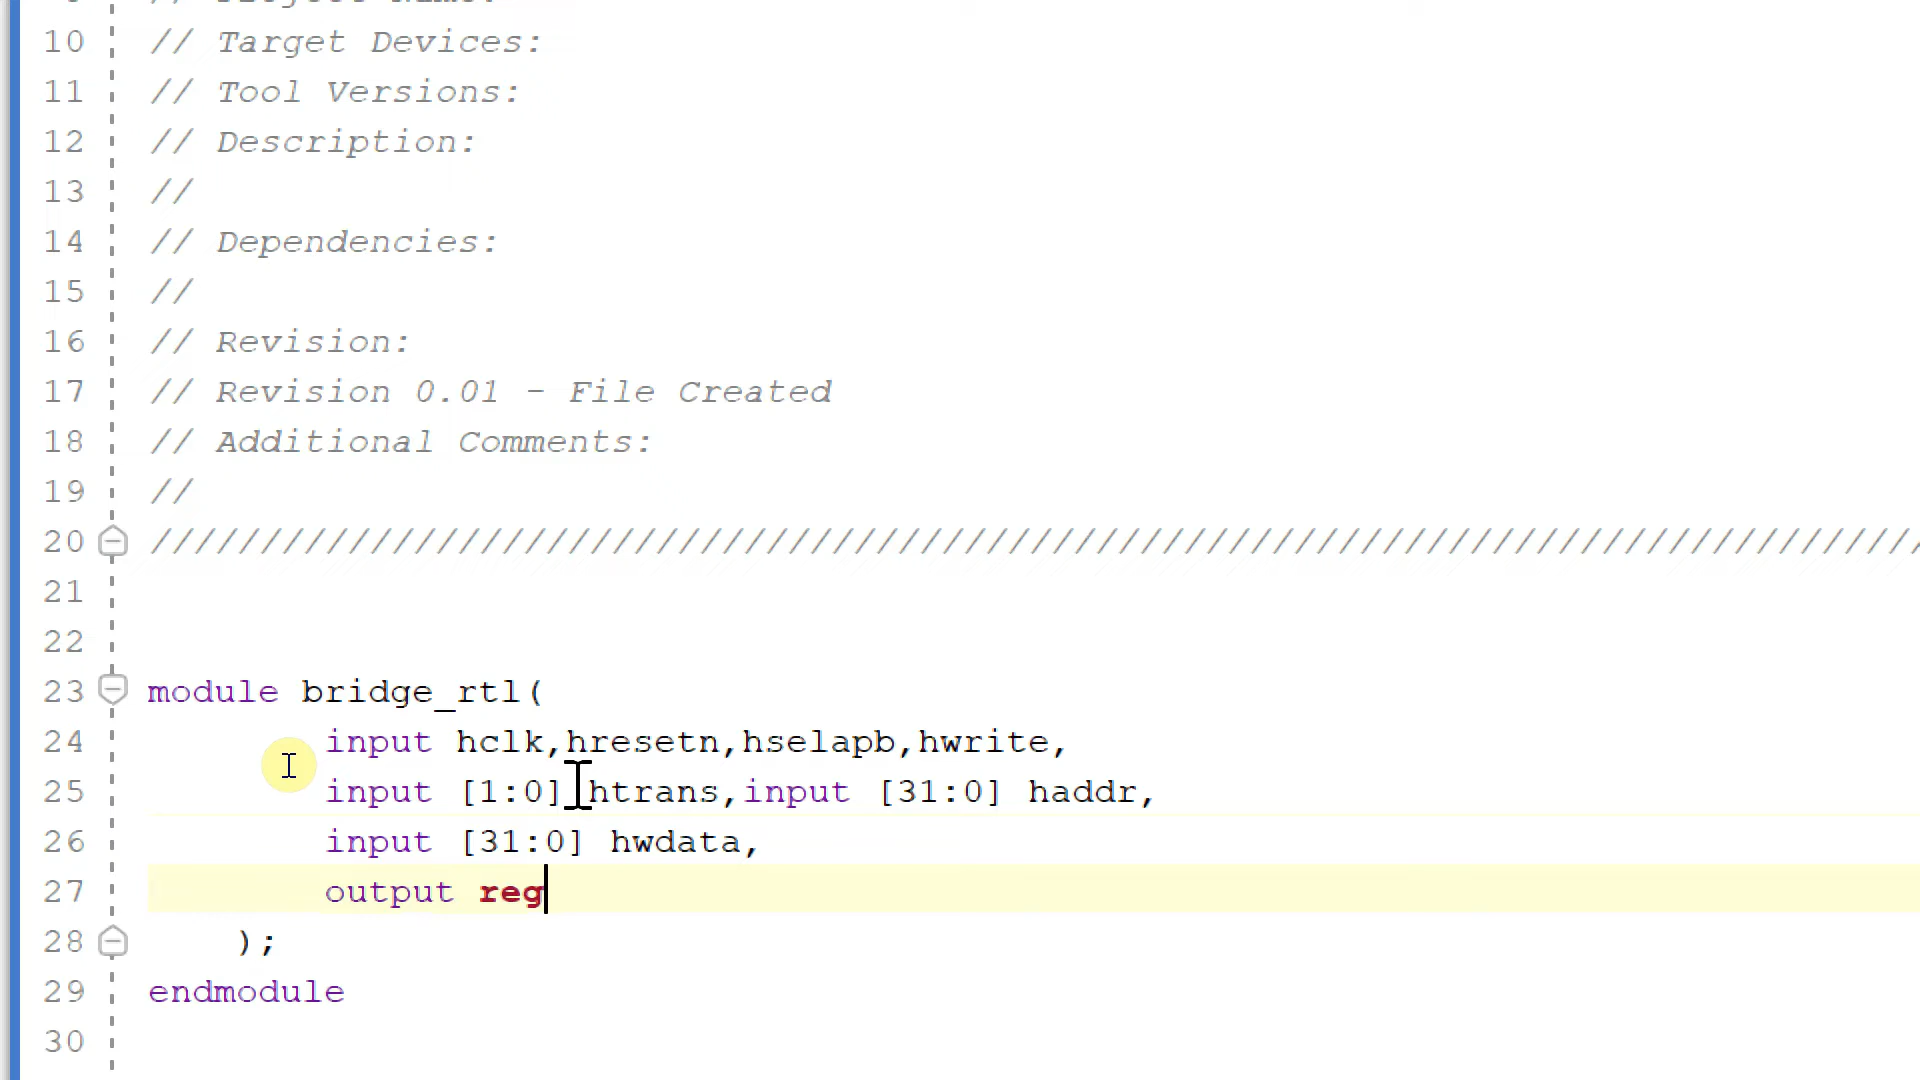 10 // Target Devices:
11 // Tool Versions:
12 // Description:
13 //
14 // Dependencies:
15 //
16 // Revision:
17 // Revision 0.01 - File Created
18 // Additional Comments:
19 //
20 //////////////////////////////////////////////////////////////////////////////////
21
22
23 module bridge_rtl(
24 input hclk,hresetn,hselapb,hwrite,
25 input [1:0] htrans,input [31:0] haddr,
26 input [31:0] hwdata,
27 output reg
28 );
29 endmodule
30